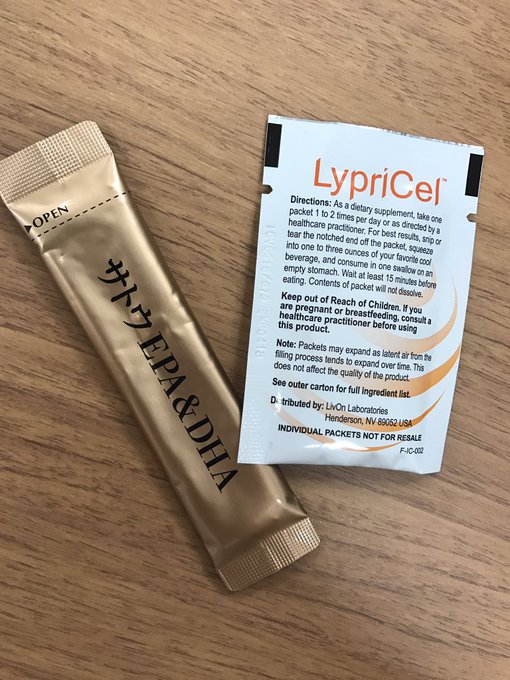 OPEN
サトウ EPA&DHA
LypriCel™
Directions: As a dietary supplement, take one
packet 1 to 2 times per day or as directed by a
healthcare practitioner. For best results, snip or
tear the notched end off the packet, squeeze
into one to three ounces of your favorite cool
beverage, and consume in one swallow on an
empty stomach. Wait at least 15 minutes before
eating. Contents of packet will not dissolve.
Keep out of Reach of Children. If you
are pregnant or breastfeeding, consult a
healthcare practitioner before using
this product.
Note: Packets may expand as latent air from the
filling process tends to expand over time. This
does not affect the quality of the product.
See outer carton for full ingredient list.
Distributed by: LivOn Laboratories
Henderson, NV 89052 USA
INDIVIDUAL PACKETS NOT FOR RESALE
F-IC-002